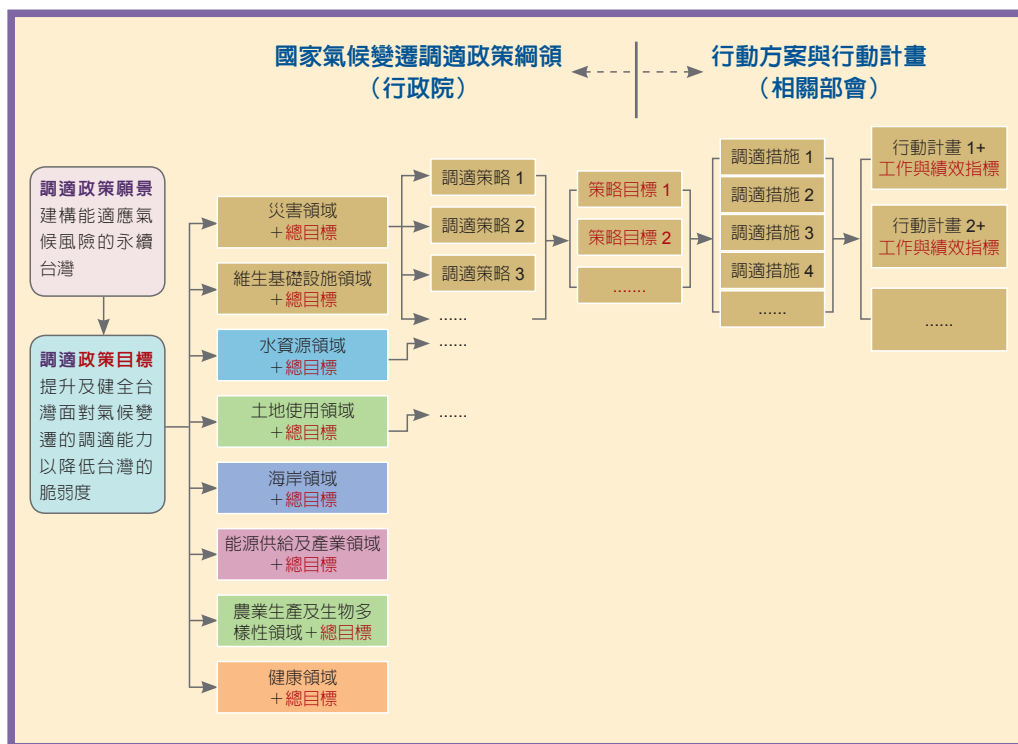 國家氣候變遷調適政策綱領
（行政院）
行動方案與行動計畫
（相關部會）
調適政策願景
建構能適應氣
候風險的永續
台灣
調適政策目標
提升及健全台
灣面對氣候變
遷的調適能力
以降低台灣的
脆弱度
災害領域
＋總目標
維生基礎設施領域
＋總目標
水資源領域
＋總目標
土地使用領域
＋總目標
海岸領域
＋總目標
能源供給及產業領域
＋總目標
農業生產及生物多
樣性領域＋總目標
健康領域
＋總目標
調適策略 1
調適策略 2
調適策略 3
......
......
......
策略目標 1
策略目標 2
.......
調適措施 1
調適措施 2
調適措施 3
調適措施 4
......
行動計畫 1+
工作與績效指標
行動計畫 2+
工作與績效指標
......